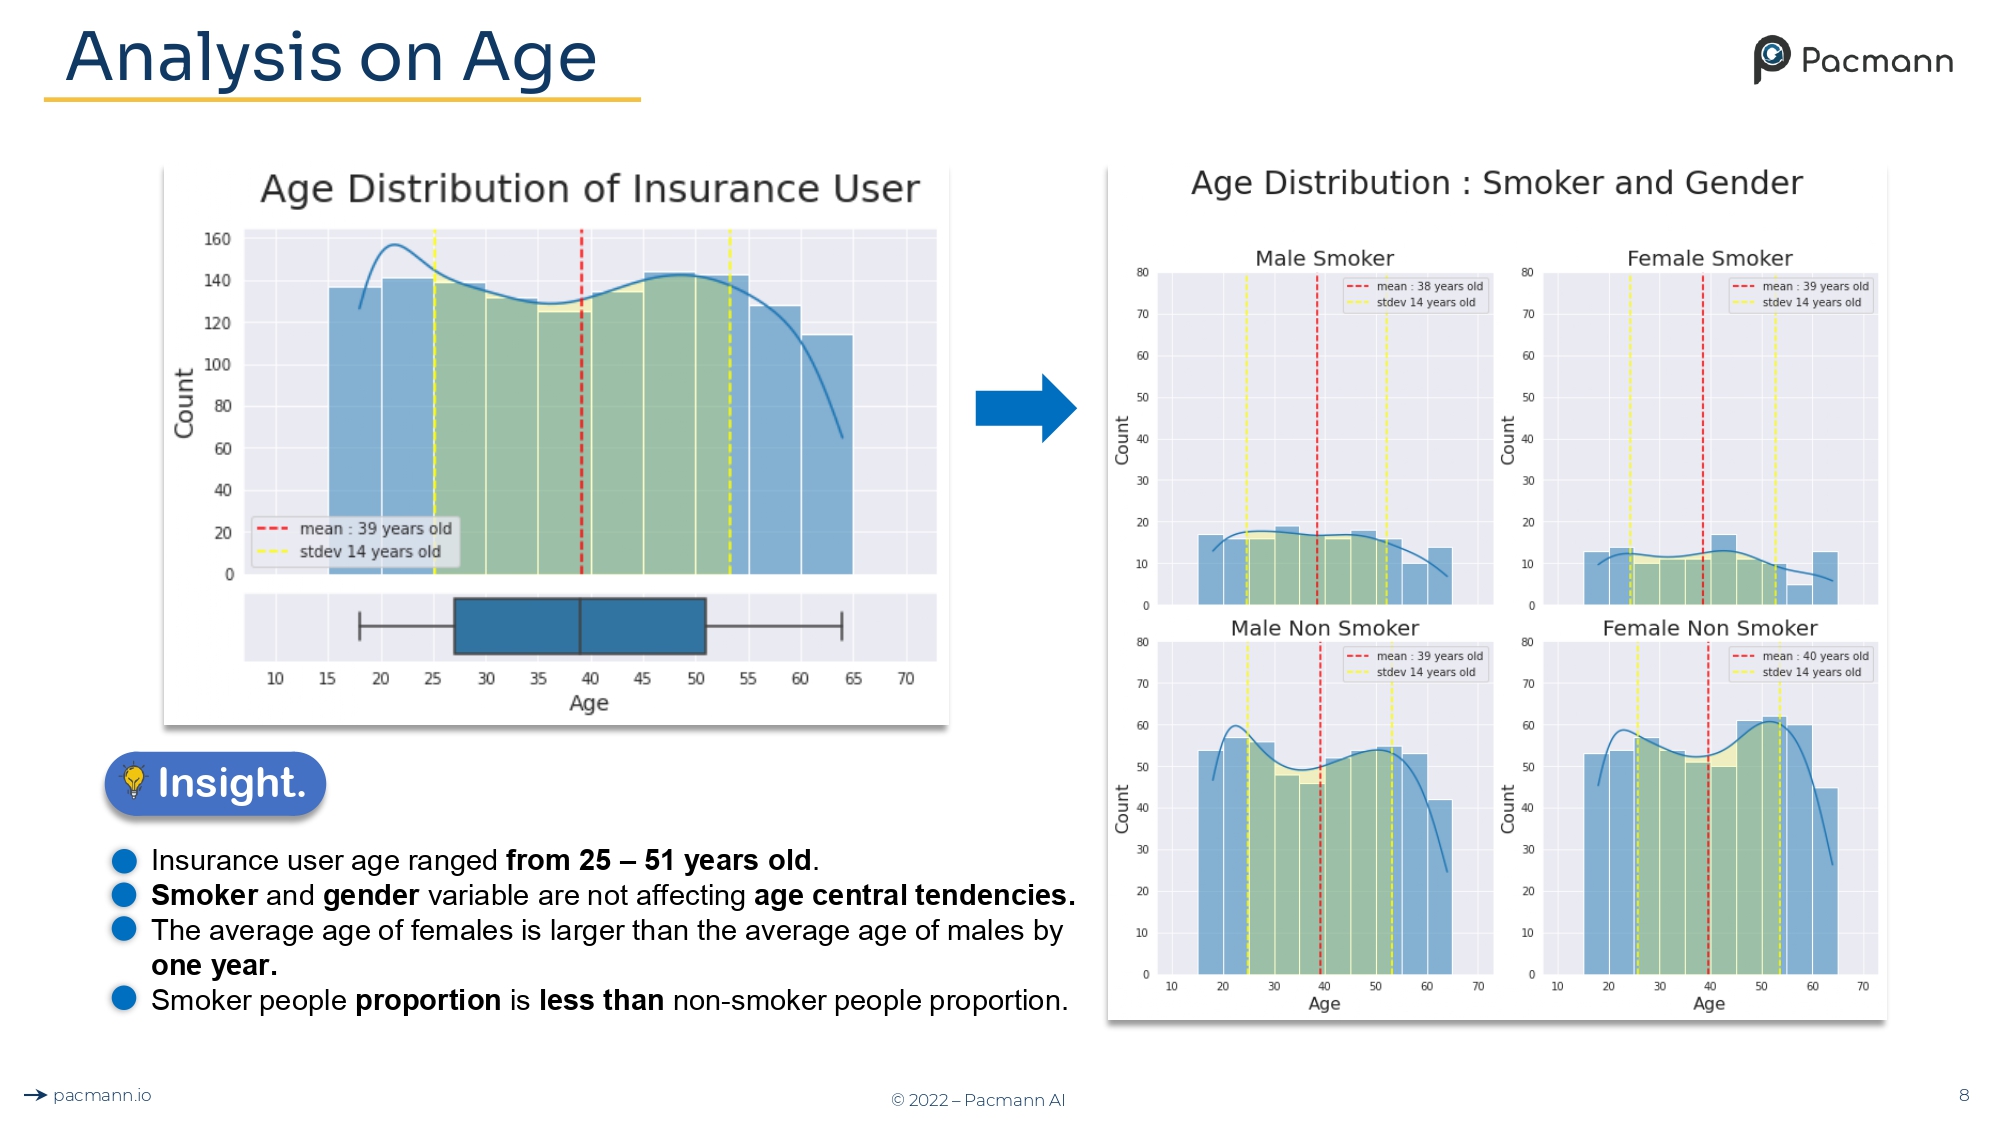 Analysis on Age
Pacmann
Age Distribution of Insurance User
160
140
120
100
80
60
40
20
0
Count
mean : 39 years old
stdev 14 years old
10 15 20 25 30 35 40 45 50 55 60 65 70
Age
Age Distribution : Smoker and Gender
Male Smoker
80
70
60
50
40
30
20
10
0
Count
mean : 38 years old
stdev 14 years old
Female Smoker
80
70
60
50
40
30
20
10
0
Count
mean : 39 years old
stdev 14 years old
Male Non Smoker
80
70
60
50
40
30
20
10
0
Count
mean : 39 years old
stdev 14 years old
10 20 30 40 50 60 70
Age
Female Non Smoker
80
70
60
50
40
30
20
10
0
Count
mean : 40 years old
stdev 14 years old
10 20 30 40 50 60 70
Age
Insight.
Insurance user age ranged from 25 – 51 years old.
Smoker and gender variable are not affecting age central tendencies.
The average age of females is larger than the average age of males by
one year.
Smoker people proportion is less than non-smoker people proportion.
pacmann.io
© 2022 – Pacmann AI
8